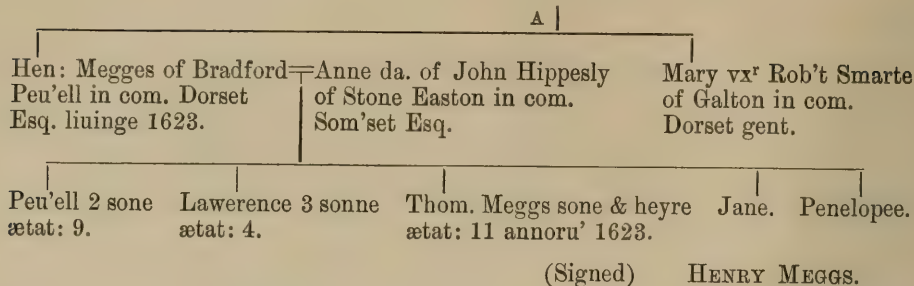 A
Hen: Megges of Bradford
Peu'ell in com. Dorset
Esq. liuinge 1623.
Anne da. of John Hippesly
of Stone Easton in com.
Som'set Esq.
Mary vxʳ Rob't Smarte
of Galton in com.
Dorset gent.
Peu'ell 2 sone
ætat: 9.
Lawerence 3 sonne
ætat: 4.
Thom. Meggs sone & heyre
ætat: 11 annoru' 1623.
Jane.
Penelopee.
(Signed) HENRY MEGGS.